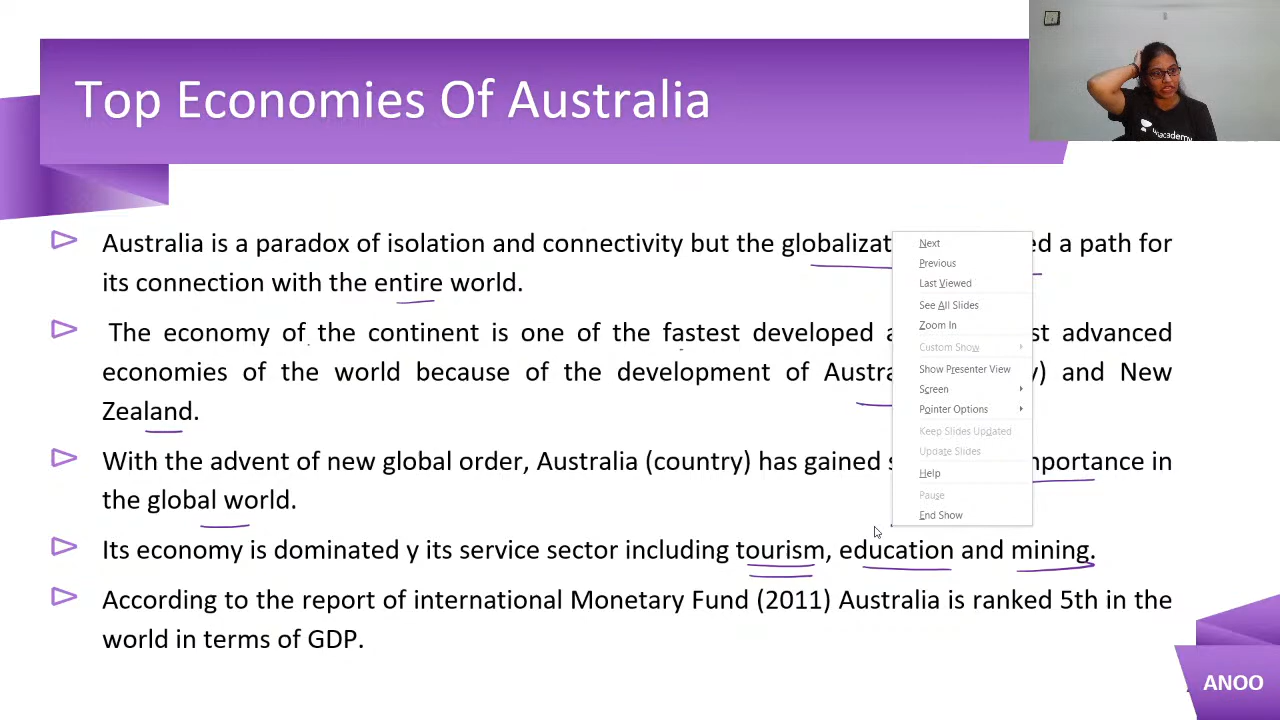 Top Economies Of Australia
Australia is a paradox of isolation and connectivity but the globalizat ed a path for
its connection with the entire world.
The economy of the continent is one of the fastest developed a st advanced
economies of the world because of the development of Austra y) and New
Zealand.
With the advent of new global order, Australia (country) has gained s mportance in
the global world.
Its economy is dominated y its service sector including tourism, education and mining.
According to the report of international Monetary Fund (2011) Australia is ranked 5th in the
world in terms of GDP.
Next
Previous
Last Viewed
See All Slides
Zoom In
Custom Show
Show Presenter View
Screen
Pointer Options
Keep Slides Updated
Update Slides
Help
Pause
End Show
ANOO